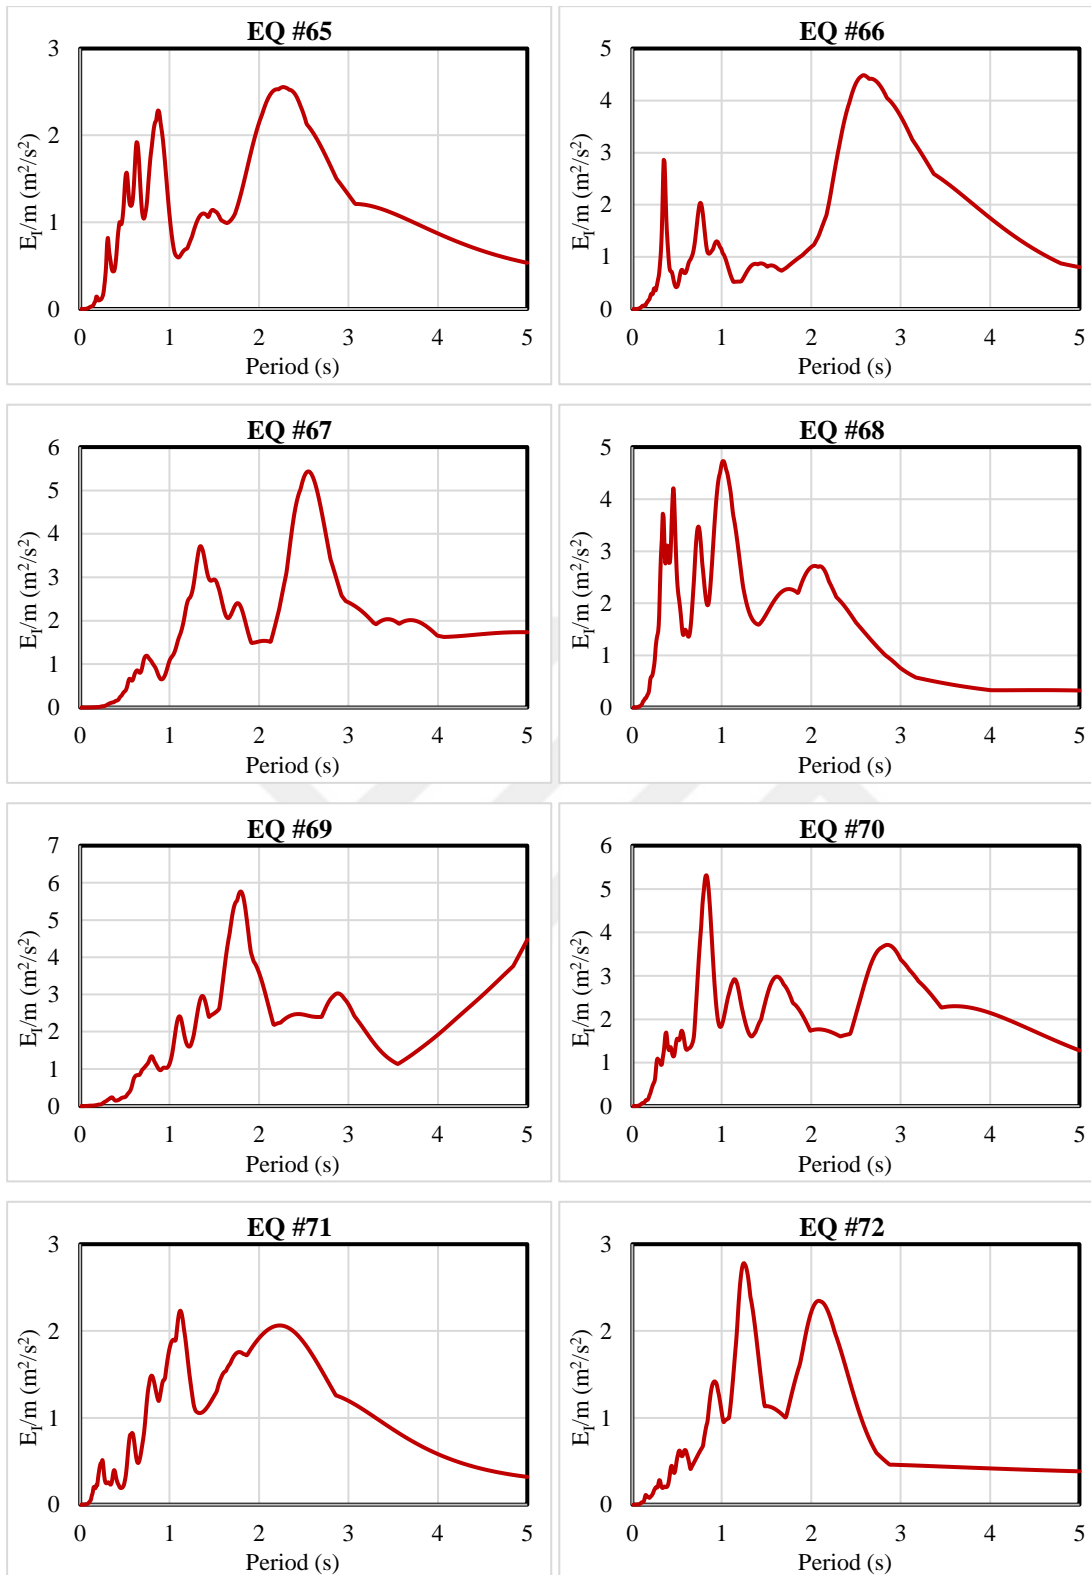 EQ #65
3
2
1
0
E_I/m (m²/s²)
0 1 2 3 4 5
Period (s)
EQ #66
5
4
3
2
1
0
E_I/m (m²/s²)
0 1 2 3 4 5
Period (s)
EQ #67
6
5
4
3
2
1
0
E_I/m (m²/s²)
0 1 2 3 4 5
Period (s)
EQ #68
5
4
3
2
1
0
E_I/m (m²/s²)
0 1 2 3 4 5
Period (s)
EQ #69
7
6
5
4
3
2
1
0
E_I/m (m²/s²)
0 1 2 3 4 5
Period (s)
EQ #70
6
5
4
3
2
1
0
E_I/m (m²/s²)
0 1 2 3 4 5
Period (s)
EQ #71
3
2
1
0
E_I/m (m²/s²)
0 1 2 3 4 5
Period (s)
EQ #72
3
2
1
0
E_I/m (m²/s²)
0 1 2 3 4 5
Period (s)